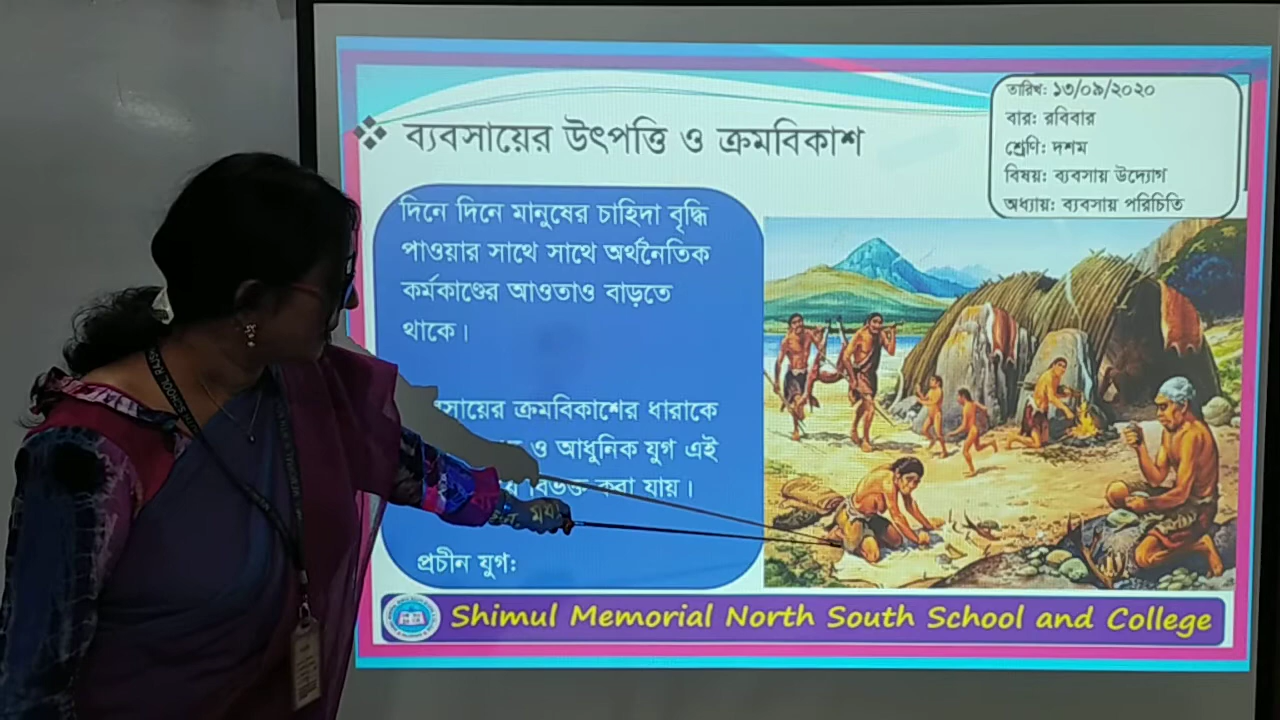 ❖ ব্যবসায়ের উৎপত্তি ও ক্রমবিকাশ
তারিখ: ১৩/০৯/২০২০
বার: রবিবার
শ্রেণি: দশম
বিষয়: ব্যবসায় উদ্যোগ
অধ্যায়: ব্যবসায় পরিচিতি
দিনে দিনে মানুষের চাহিদা বৃদ্ধি
পাওয়ার সাথে সাথে অর্থনৈতিক
কর্মকাণ্ডের আওতাও বাড়তে
থাকে।
ক্রমবিকাশের ধারাকে
ও আধুনিক যুগ এই
বিভক্ত করা যায়।
প্রচীন যুগ:
Shimul Memorial North South School and College